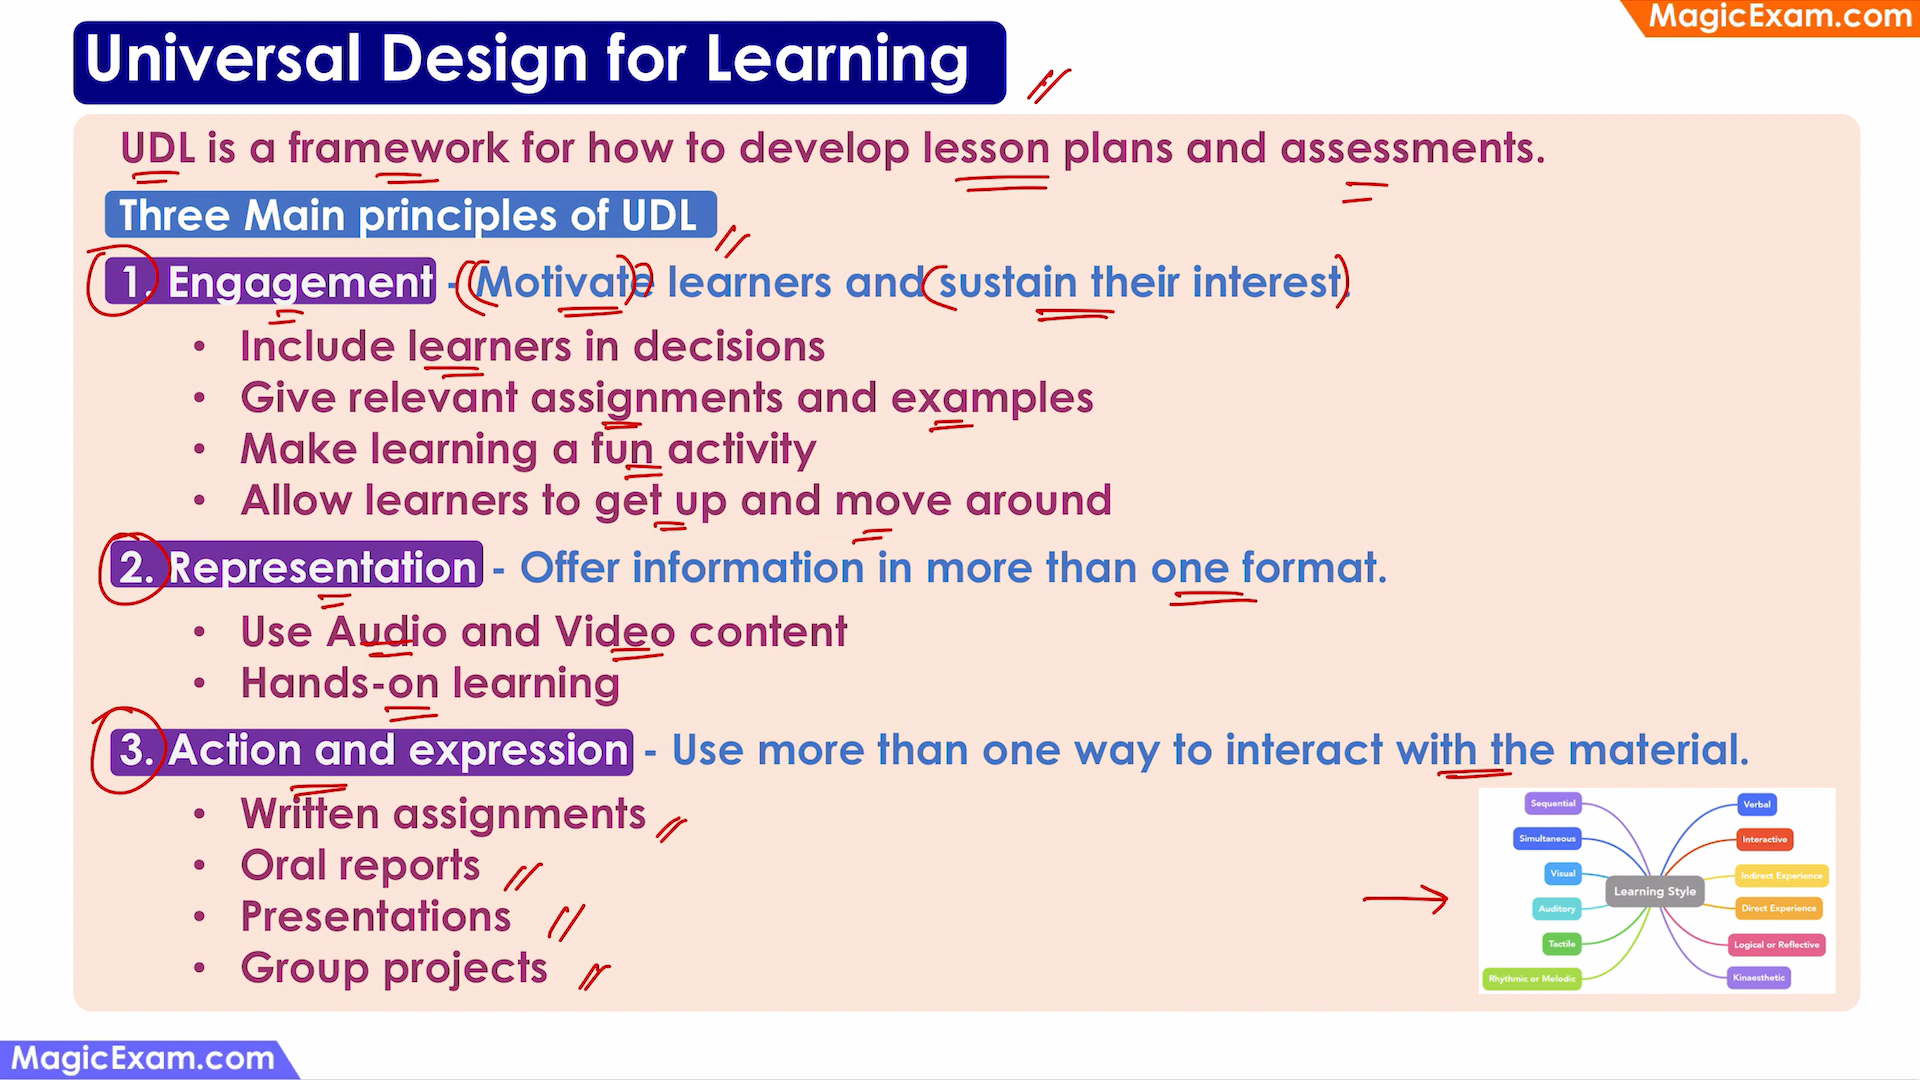 MagicExam.com
Universal Design for Learning
UDL is a framework for how to develop lesson plans and assessments.
Three Main principles of UDL
1. Engagement - Motivate learners and sustain their interest.
• Include learners in decisions
• Give relevant assignments and examples
• Make learning a fun activity
• Allow learners to get up and move around
2. Representation - Offer information in more than one format.
• Use Audio and Video content
• Hands-on learning
3. Action and expression - Use more than one way to interact with the material.
• Written assignments
• Oral reports
• Presentations
• Group projects
Sequential
Simultaneous
Visual
Auditory
Tactile
Rhythmic or Melodic
Learning Style
Verbal
Interactive
Indirect Experience
Direct Experience
Logical or Reflective
Kinaesthetic
MagicExam.com